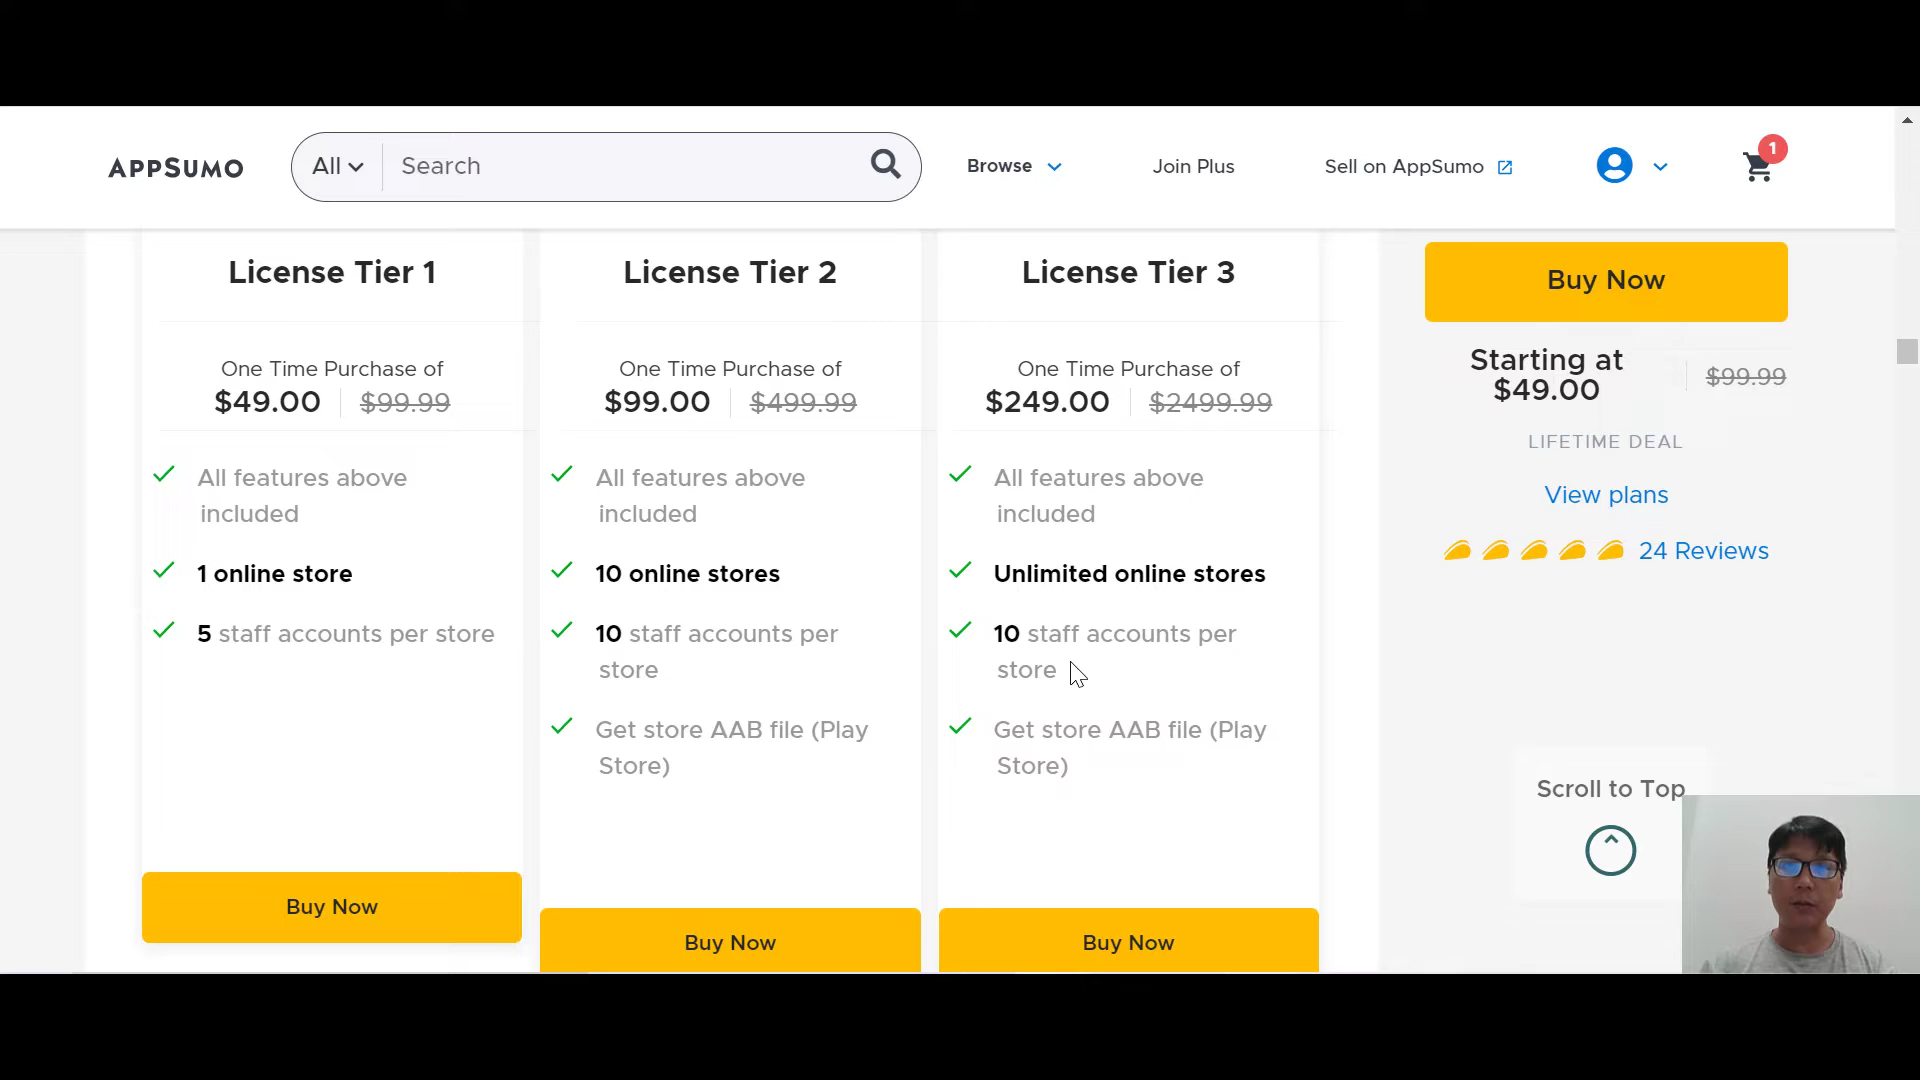 APPSUMO
All
Search
Browse
Join Plus
Sell on AppSumo
1
License Tier 1
One Time Purchase of
$49.00 $99.99
All features above
included
1 online store
5 staff accounts per store
Buy Now
License Tier 2
One Time Purchase of
$99.00 $499.99
All features above
included
10 online stores
10 staff accounts per
store
Get store AAB file (Play
Store)
Buy Now
License Tier 3
One Time Purchase of
$249.00 $2499.99
All features above
included
Unlimited online stores
10 staff accounts per
store
Get store AAB file (Play
Store)
Buy Now
Buy Now
Starting at
$49.00
$99.99
LIFETIME DEAL
View plans
24 Reviews
Scroll to Top